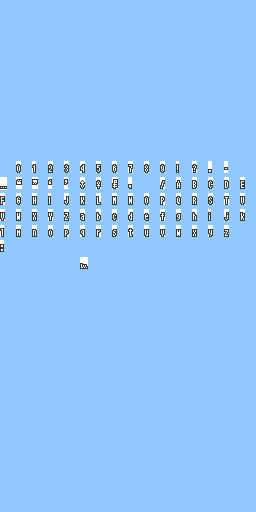 0 1 2 3 4 5 6 7 8 9 ! ? . -
… “ ” ‘ ’ ♂ ♀ , / A B C D E
F G H I J K L M N O P Q R S T U
V W X Y Z a b c d e f g h i j k
l m n o p q r s t u v w x y z
: